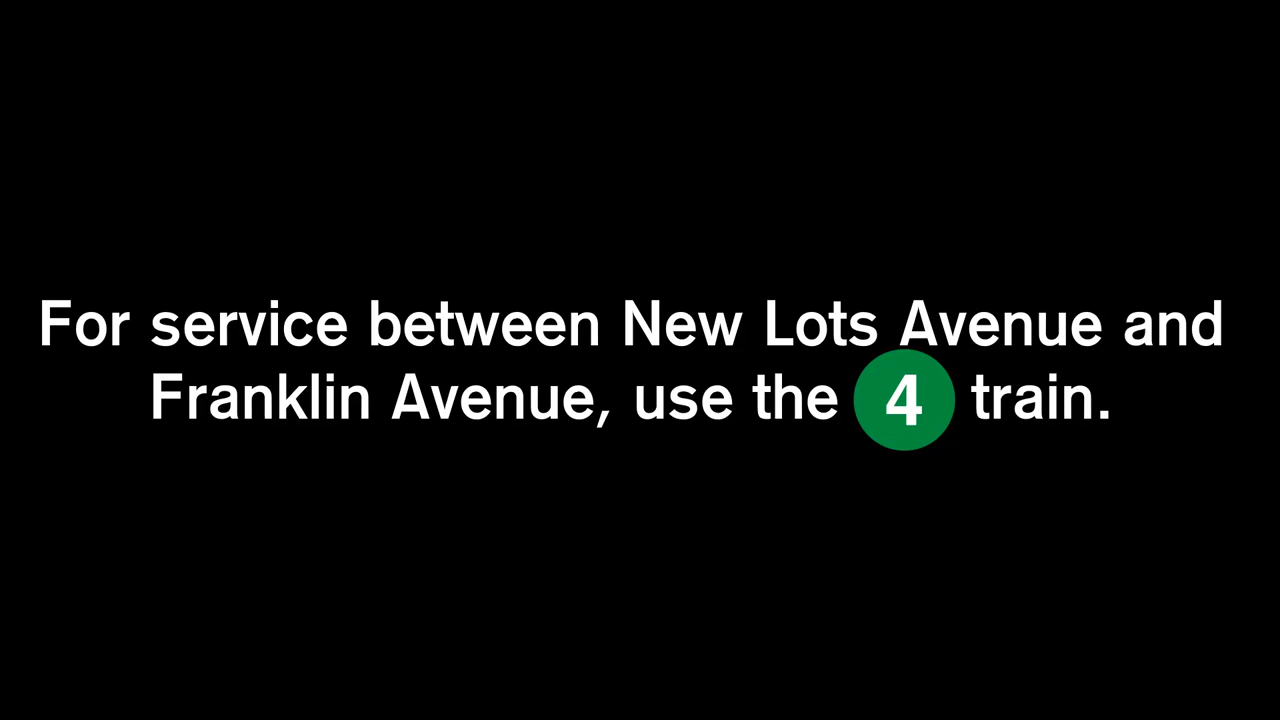 For service between New Lots Avenue and
Franklin Avenue, use the 4 train.